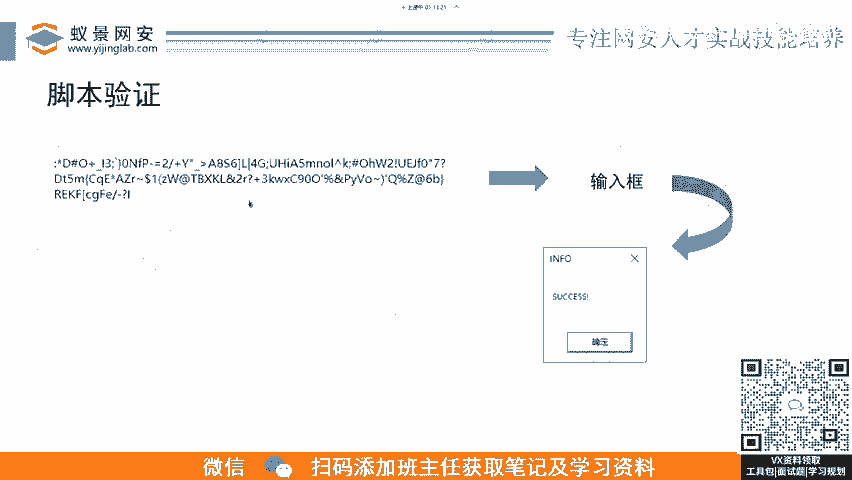 蚁景网安
www.yijinglab.com
专注网安人才实战技能培养
脚本验证
:*D#O+_I3;`}0NfP-=2/+Y"_>A8S6]L|4G;UHiA5mnol^k;#OhW2!UEJf0"7?
Dt5m{CqE*AZr~$1{zW@TBXKL&2r?+3kwxC90O'%&PyVo~)'Q%Z@6b}
REKF[cgFe/-?I
输入框
INFO
SUCCESS!
确定
VX资料领取
工具包|面试题|学习规划
微信 扫码添加班主任获取笔记及学习资料